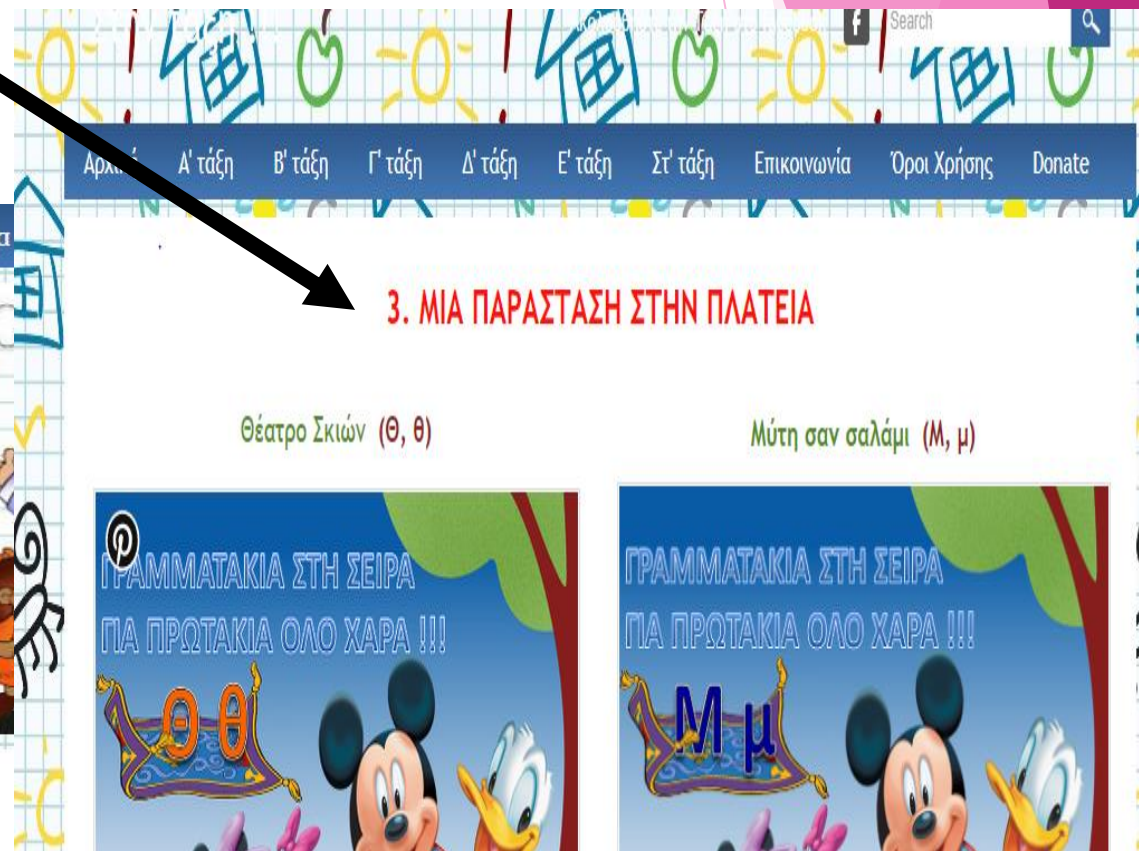 Search
Αρχική Α' τάξη Β' τάξη Γ' τάξη Δ' τάξη Ε' τάξη Στ' τάξη Επικοινωνία Όροι Χρήσης Donate
3. ΜΙΑ ΠΑΡΑΣΤΑΣΗ ΣΤΗΝ ΠΛΑΤΕΙΑ
Θέατρο Σκιών (Θ, θ)
Μύτη σαν σαλάμι (Μ, μ)
ΓΡΑΜΜΑΤΑΚΙΑ ΣΤΗ ΣΕΙΡΑ
ΓΙΑ ΠΡΩΤΑΚΙΑ ΟΛΟ ΧΑΡΑ !!!
Θ θ
ΓΡΑΜΜΑΤΑΚΙΑ ΣΤΗ ΣΕΙΡΑ
ΓΙΑ ΠΡΩΤΑΚΙΑ ΟΛΟ ΧΑΡΑ !!!
Μ μ